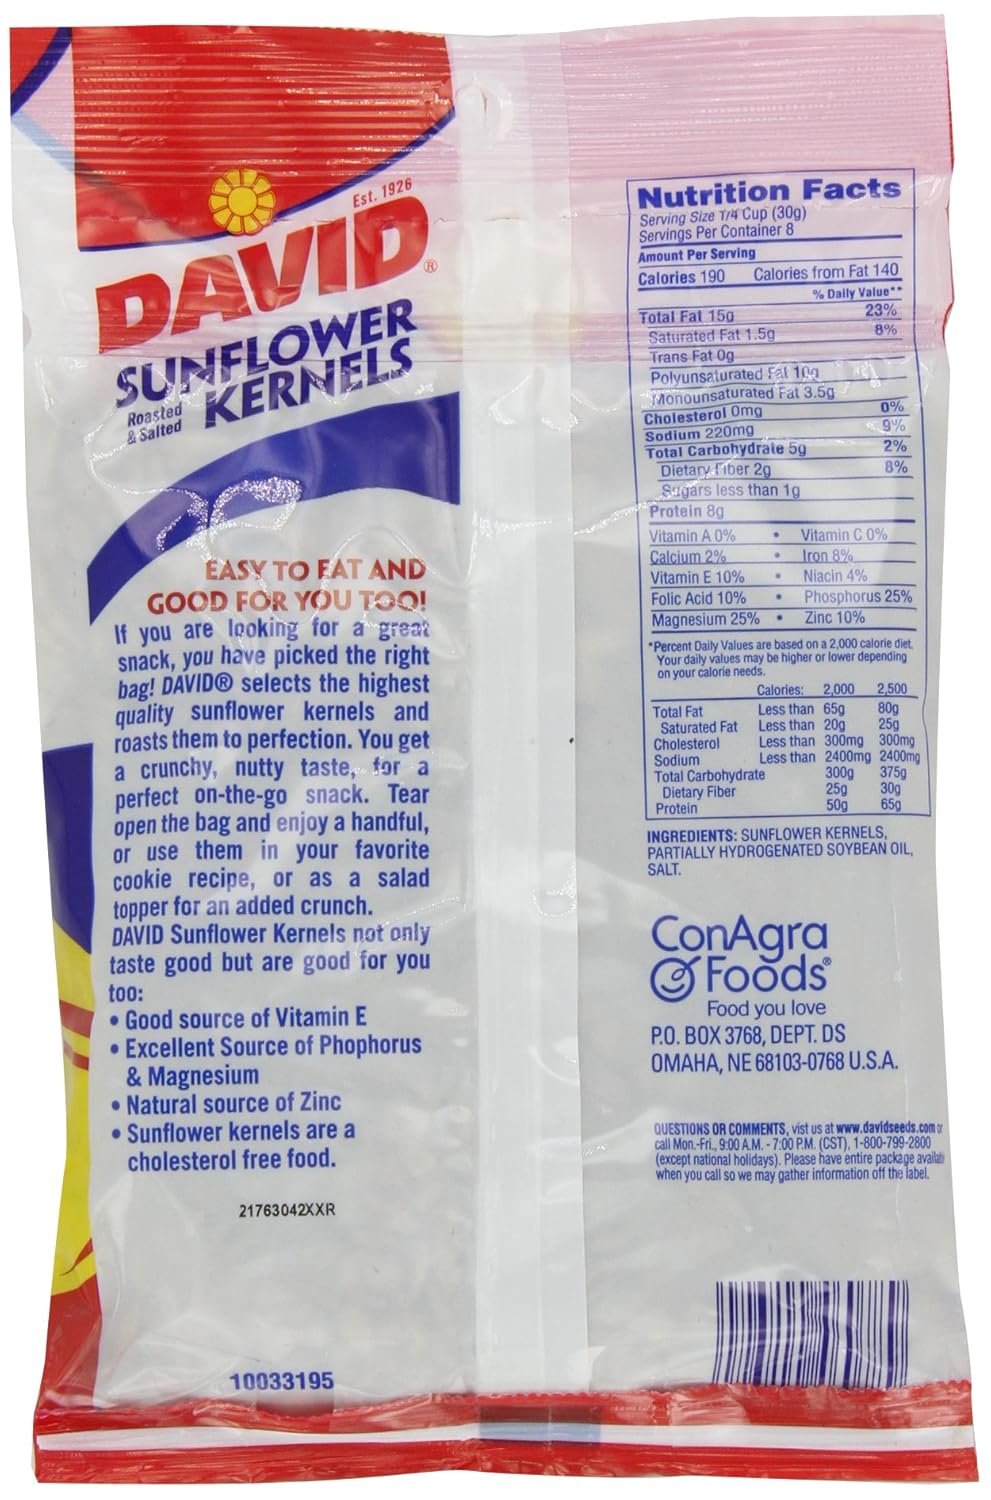 Est. 1926
DAVID®
SUNFLOWER
KERNELS
Roasted
& Salted
EASY TO EAT AND
GOOD FOR YOU TOO!
If you are looking for a great
snack, you have picked the right
bag! DAVID® selects the highest
quality sunflower kernels and
roasts them to perfection. You get
a crunchy, nutty taste, for a
perfect on-the-go snack. Tear
open the bag and enjoy a handful,
or use them in your favorite
cookie recipe, or as a salad
topper for an added crunch.
DAVID Sunflower Kernels not only
taste good but are good for you
too:
• Good source of Vitamin E
• Excellent Source of Phophorus
& Magnesium
• Natural source of Zinc
• Sunflower kernels are a
cholesterol free food.
21763042XXR
10033195
Nutrition Facts
Serving Size 1/4 Cup (30g)
Servings Per Container 8
Amount Per Serving
Calories 190 Calories from Fat 140
% Daily Value**
Total Fat 15g 23%
Saturated Fat 1.5g 8%
Trans Fat 0g
Polyunsaturated Fat 10g
Monounsaturated Fat 3.5g
Cholesterol 0mg 0%
Sodium 220mg 9%
Total Carbohydrate 5g 2%
Dietary Fiber 2g 8%
Sugars less than 1g
Protein 8g
Vitamin A 0% • Vitamin C 0%
Calcium 2% • Iron 8%
Vitamin E 10% • Niacin 4%
Folic Acid 10% • Phosphorus 25%
Magnesium 25% • Zinc 10%
*Percent Daily Values are based on a 2,000 calorie diet.
Your daily values may be higher or lower depending
on your calorie needs.
Calories: 2,000 2,500
Total Fat Less than 65g 80g
Saturated Fat Less than 20g 25g
Cholesterol Less than 300mg 300mg
Sodium Less than 2400mg 2400mg
Total Carbohydrate 300g 375g
Dietary Fiber 25g 30g
Protein 50g 65g
INGREDIENTS: SUNFLOWER KERNELS,
PARTIALLY HYDROGENATED SOYBEAN OIL,
SALT.
ConAgra
Foods®
Food you love
P.O. BOX 3768, DEPT. DS
OMAHA, NE 68103-0768 U.S.A.
QUESTIONS OR COMMENTS, vist us at www.davidseeds.com or
call Mon.-Fri., 9:00 A.M. - 7:00 P.M. (CST), 1-800-799-2800
(except national holidays). Please have entire package
when you call so we may gather information off the label.